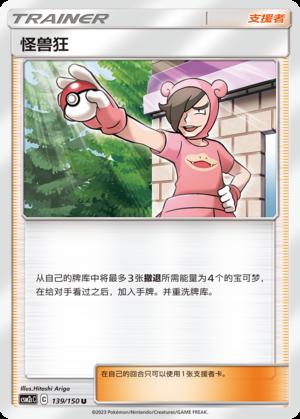 TRAINER 支援者
怪兽狂
从自己的牌库中将最多3张撤退所需能量为4个的宝可梦,
在给对手看过之后,加入手牌。并重洗牌库。
在自己的回合只可以使用1张支援者卡。
Illus.Hitoshi Ariga
CSM2c C C 139/150 U
©2023 Pokémon/Nintendo/Creatures/GAME FREAK.